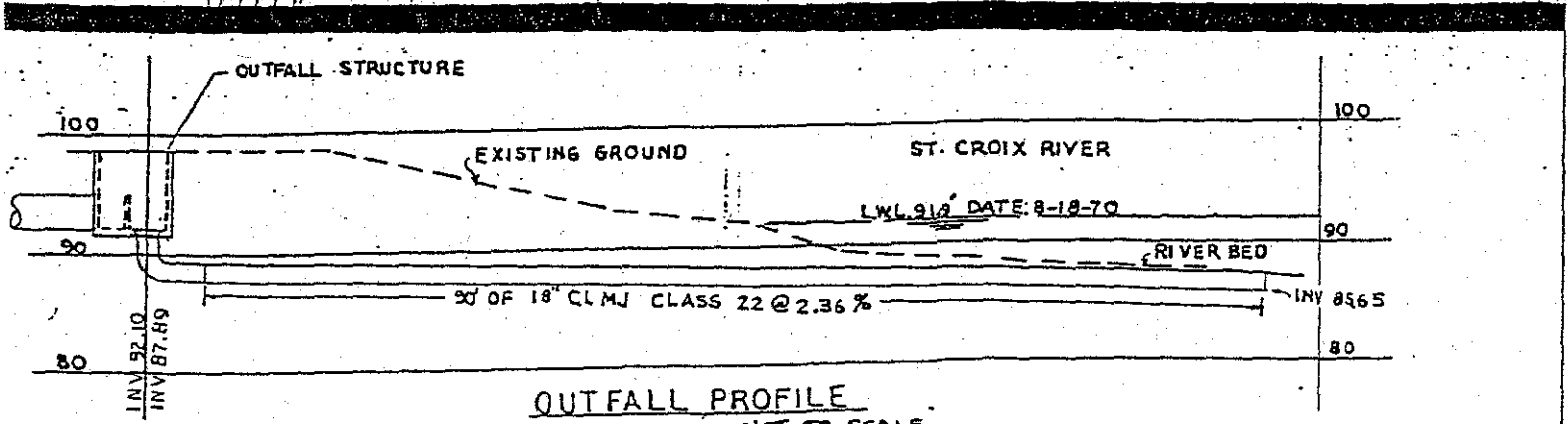 OUTFALL STRUCTURE
100
100
EXISTING GROUND
ST. CROIX RIVER
L.W.L. 91.9' DATE: 8-18-70
90
90
RIVER BED
90' OF 18" CI MJ CLASS 22 @ 2.36 %
INV 85.65
INV 92.10
INV 87.89
80
80
OUTFALL PROFILE